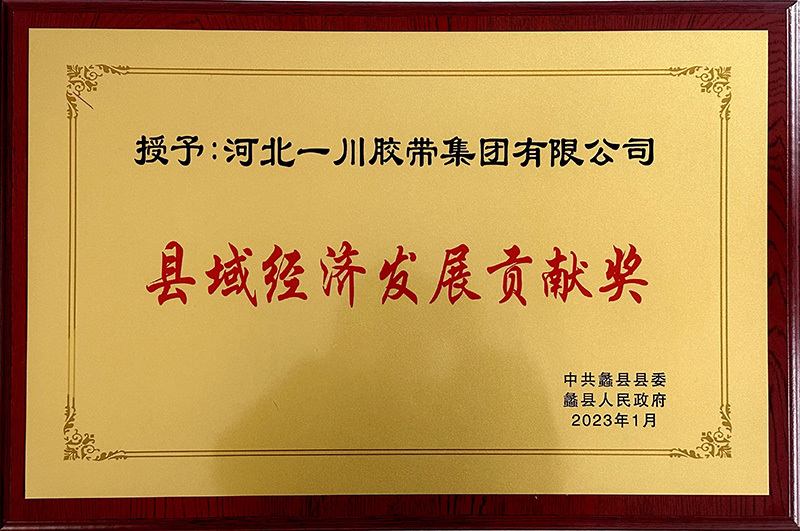 授予:河北一川胶带集团有限公司
县域经济发展贡献奖
中共蠡县县委
蠡县人民政府
2023年1月